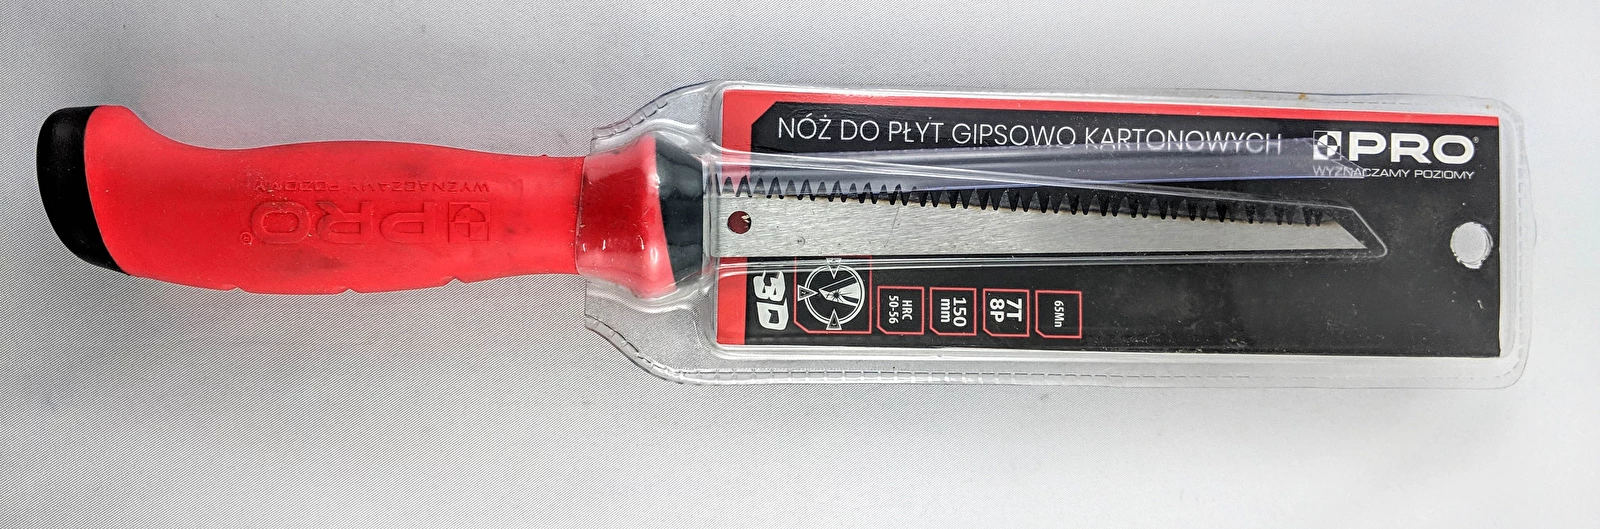 NÓŻ DO PŁYT GIPSOWO KARTONOWYCH
PRO®
WYZNACZAMY POZIOMY
WYZNACZAMY POZIOMY
PRO®
3D
HRC
50-56
150
mm
7T
8P
65Mn